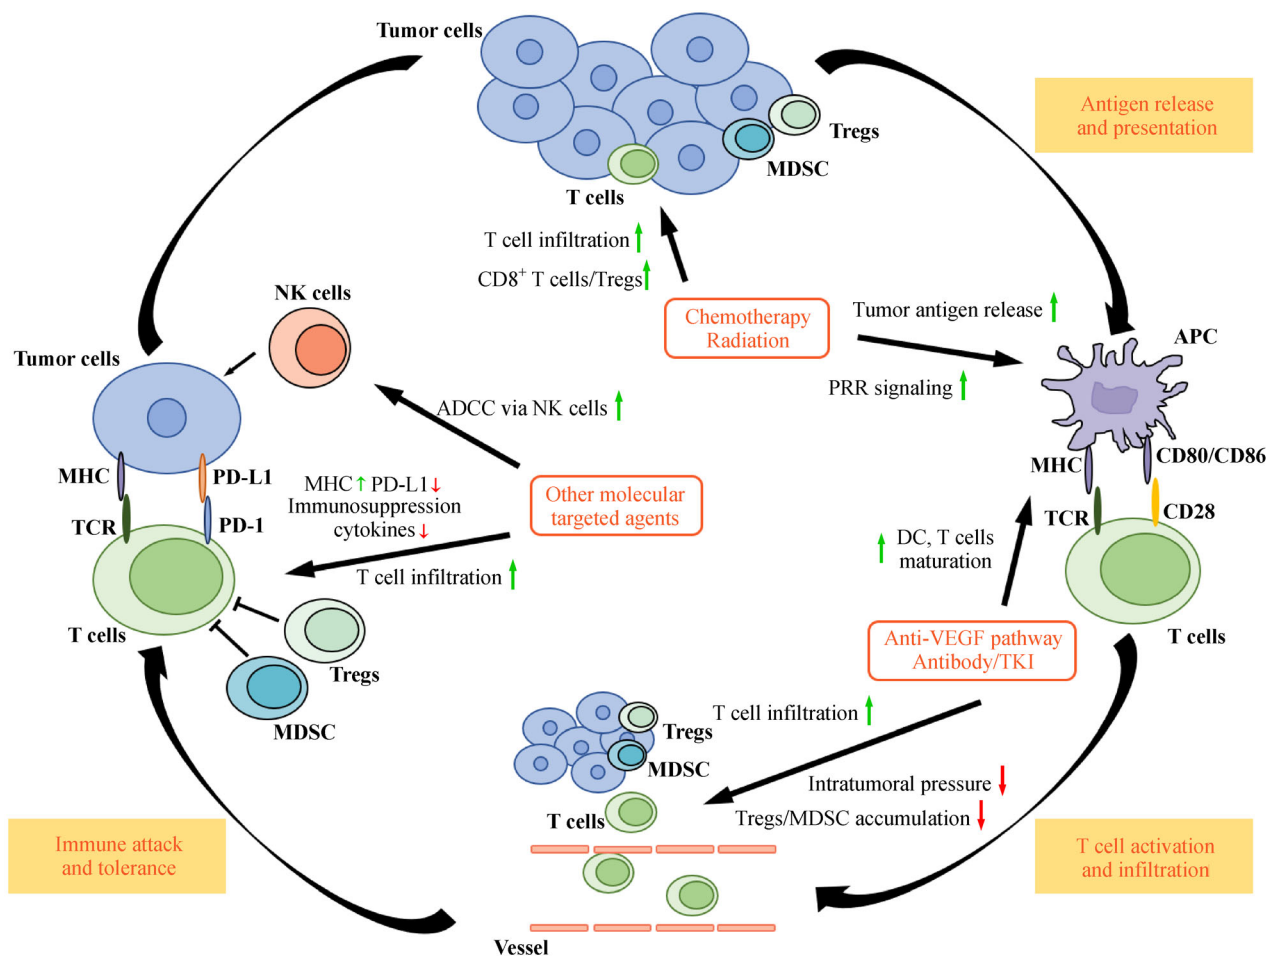 Tumor cells
Tregs
MDSC
T cells
Antigen release
and presentation
T cell infiltration
CD8⁺ T cells/Tregs
Chemotherapy
Radiation
Tumor antigen release
PRR signaling
APC
NK cells
Tumor cells
ADCC via NK cells
MHC
PD-L1
TCR
PD-1
MHC↑ PD-L1↓
Immunosuppression
cytokines↓
T cell infiltration
Other molecular
targeted agents
MHC
CD80/CD86
TCR
CD28
DC, T cells
maturation
T cells
T cells
Tregs
MDSC
Anti-VEGF pathway
Antibody/TKI
T cell infiltration
Tregs
MDSC
Intratumoral pressure
Tregs/MDSC accumulation
T cells
Vessel
Immune attack
and tolerance
T cell activation
and infiltration